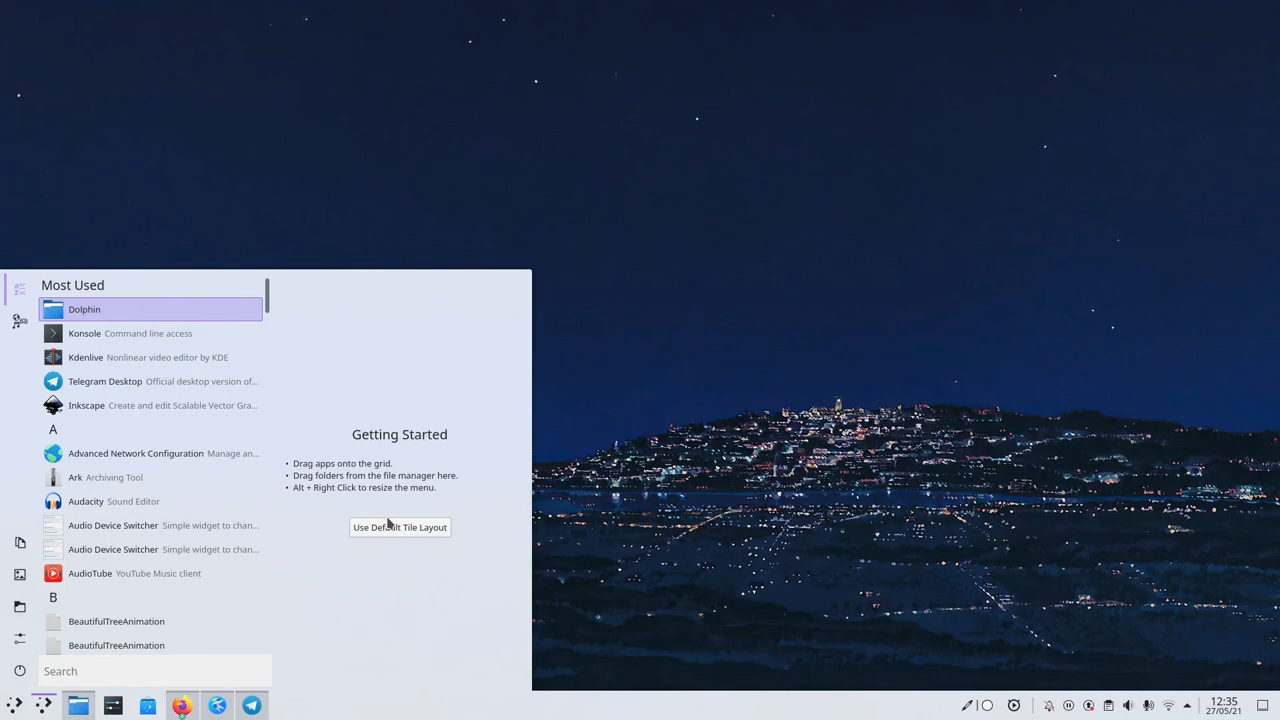 Most Used
Dolphin
Konsole Command line access
Kdenlive Nonlinear video editor by KDE
Telegram Desktop Official desktop version of...
Inkscape Create and edit Scalable Vector Gra...
A
Advanced Network Configuration Manage an...
Ark Archiving Tool
Audacity Sound Editor
Audio Device Switcher Simple widget to chan...
Audio Device Switcher Simple widget to chan...
AudioTube YouTube Music client
B
BeautifulTreeAnimation
BeautifulTreeAnimation
Search
Getting Started
• Drag apps onto the grid.
• Drag folders from the file manager here.
• Alt + Right Click to resize the menu.
Use Default Tile Layout
12:35
27/05/21